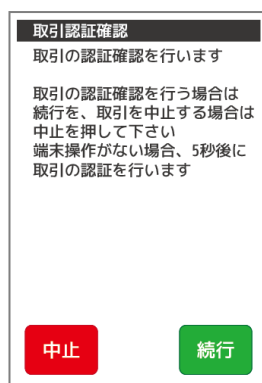 取引認証確認
取引の認証確認を行います
取引の認証確認を行う場合は
続行を、取引を中止する場合は
中止を押して下さい
端末操作がない場合、5秒後に
取引の認証を行います
中止
続行